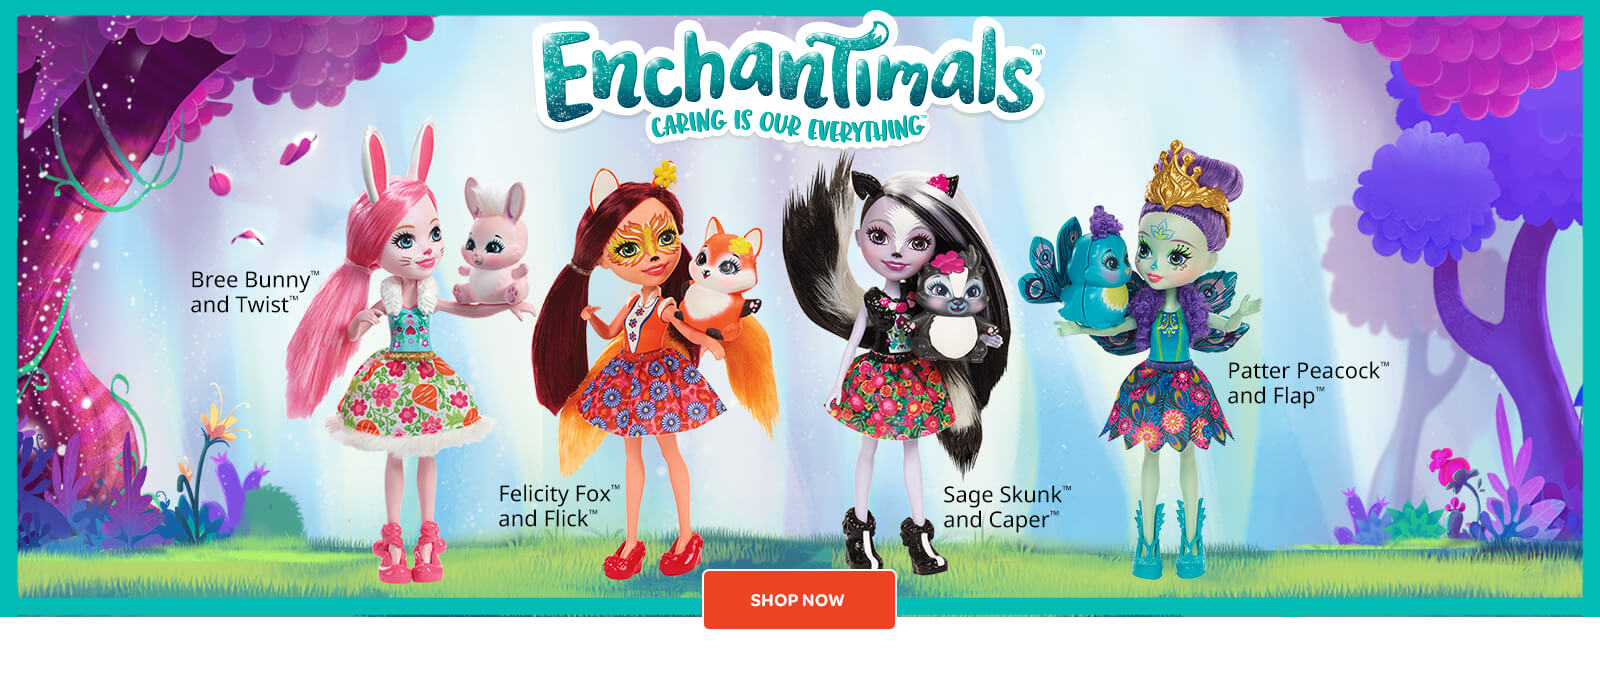 Enchantimals™
CARING IS OUR EVERYTHING™
Bree Bunny™
and Twist™
Felicity Fox™
and Flick™
Sage Skunk™
and Caper™
Patter Peacock™
and Flap™
SHOP NOW